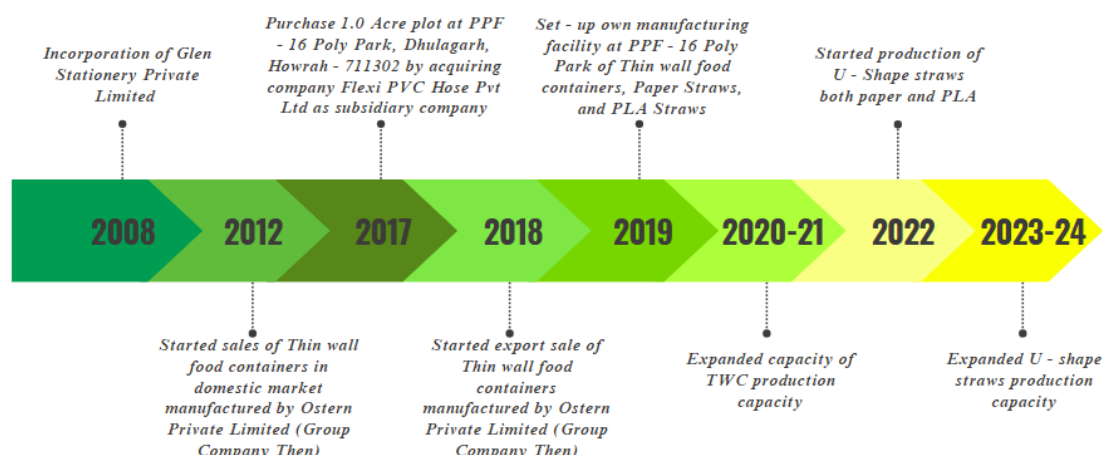 Incorporation of Glen
Stationery Private
Limited
Purchase 1.0 Acre plot at PPF
- 16 Poly Park, Dhulagarh,
Howrah - 711302 by acquiring
company Flexi PVC Hose Pvt
Ltd as subsidiary company
Set - up own manufacturing
facility at PPF - 16 Poly
Park of Thin wall food
containers, Paper Straws,
and PLA Straws
Started production of
U - Shape straws
both paper and PLA
2008
2012
2017
2018
2019
2020-21
2022
2023-24
Started sales of Thin wall
food containers in
domestic market
manufactured by Ostern
Private Limited (Group
Company Then)
Started export sale of
Thin wall food
containers
manufactured by Ostern
Private Limited (Group
Company Then)
Expanded capacity of
TWC production
capacity
Expanded U - shape
straws production
capacity